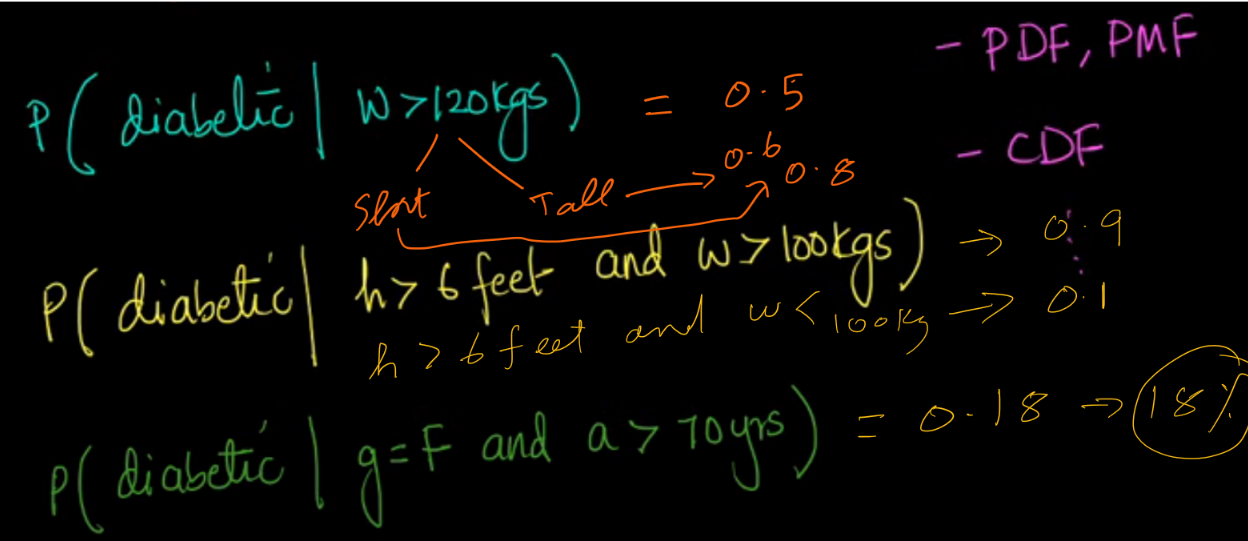 P( diabetic | W>120kgs) = 0.5
Short Tall → 0.6 0.8
P( diabetic | h> 6 feet and w>100kgs) → 0.9
h > 6 feet and w< 100kg → 0.1
P( diabetic | g=F and a > 70yrs) = 0.18 → 18%
- PDF, PMF
- CDF